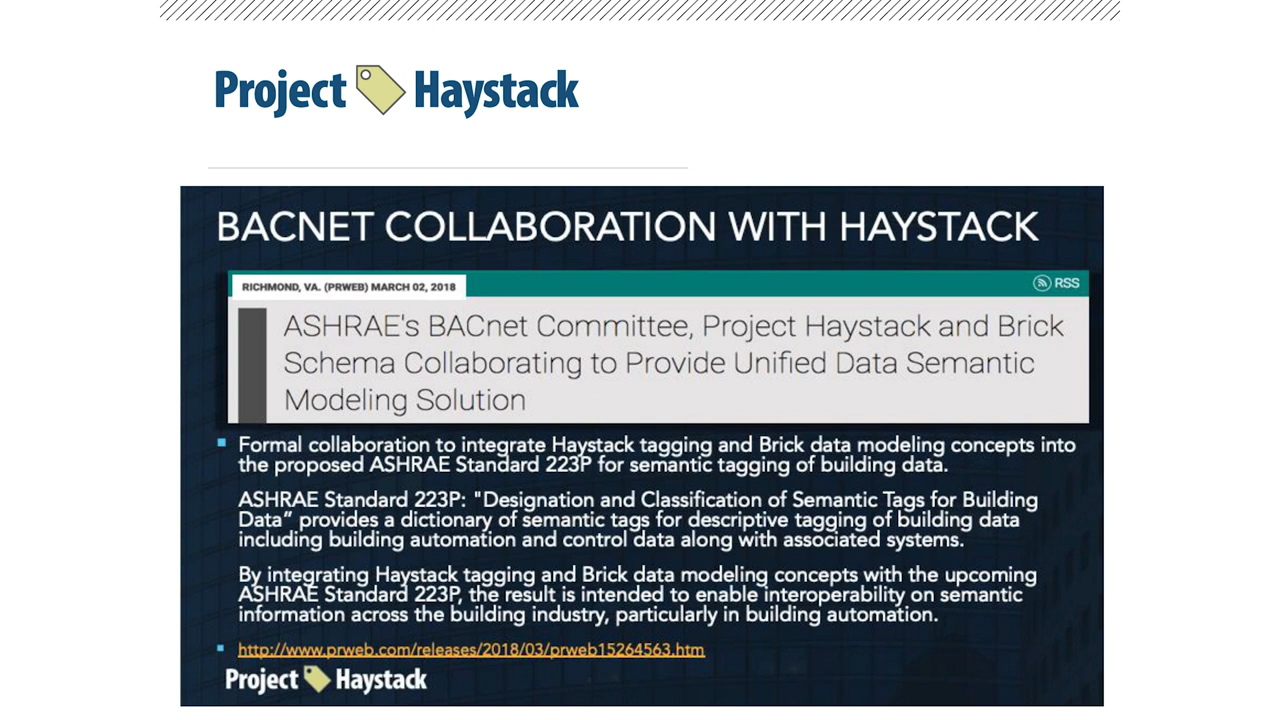 Project Haystack
BACNET COLLABORATION WITH HAYSTACK
RICHMOND, VA. (PRWEB) MARCH 02, 2018
RSS
ASHRAE's BACnet Committee, Project Haystack and Brick
Schema Collaborating to Provide Unified Data Semantic
Modeling Solution
Formal collaboration to integrate Haystack tagging and Brick data modeling concepts into
the proposed ASHRAE Standard 223P for semantic tagging of building data.
ASHRAE Standard 223P: "Designation and Classification of Semantic Tags for Building
Data” provides a dictionary of semantic tags for descriptive tagging of building data
including building automation and control data along with associated systems.
By integrating Haystack tagging and Brick data modeling concepts with the upcoming
ASHRAE Standard 223P, the result is intended to enable interoperability on semantic
information across the building industry, particularly in building automation.
http://www.prweb.com/releases/2018/03/prweb15264563.htm
Project Haystack